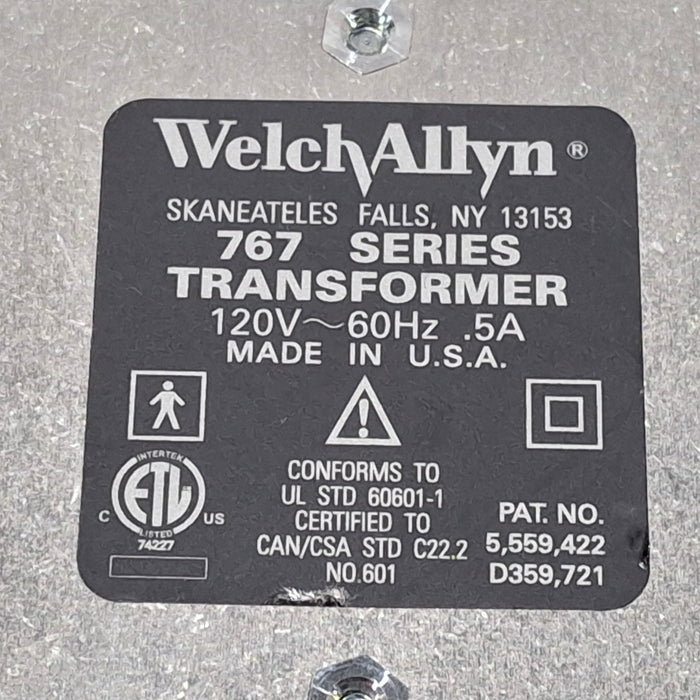 WelchAllyn ®
SKANEATELES FALLS, NY 13153
767 SERIES
TRANSFORMER
120V~60Hz .5A
MADE IN U.S.A.
INTERTEK
ETL
C US
LISTED
74227
CONFORMS TO
UL STD 60601-1
CERTIFIED TO
CAN/CSA STD C22.2
NO.601
PAT. NO.
5,559,422
D359,721